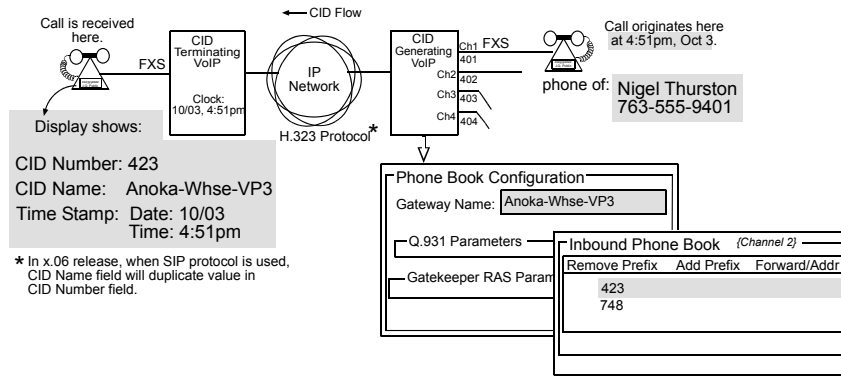 CID Flow
Call is received
here.
FXS
CID
Terminating
VoIP
Clock:
10/03, 4:51pm
IP
Network
H.323 Protocol*
CID
Generating
VoIP
Ch1 FXS
401
Ch2
402
Ch3
403
Ch4
404
Call originates here
at 4:51pm, Oct 3.
phone of:
Nigel Thurston
763-555-9401
Display shows:
CID Number: 423
CID Name: Anoka-Whse-VP3
Time Stamp: Date: 10/03
Time: 4:51pm
* In x.06 release, when SIP protocol is used,
CID Name field will duplicate value in
CID Number field.
Phone Book Configuration
Gateway Name: Anoka-Whse-VP3
Q.931 Parameters
Gatekeeper RAS Param
Inbound Phone Book {Channel 2}
Remove Prefix Add Prefix Forward/Addr
423
748